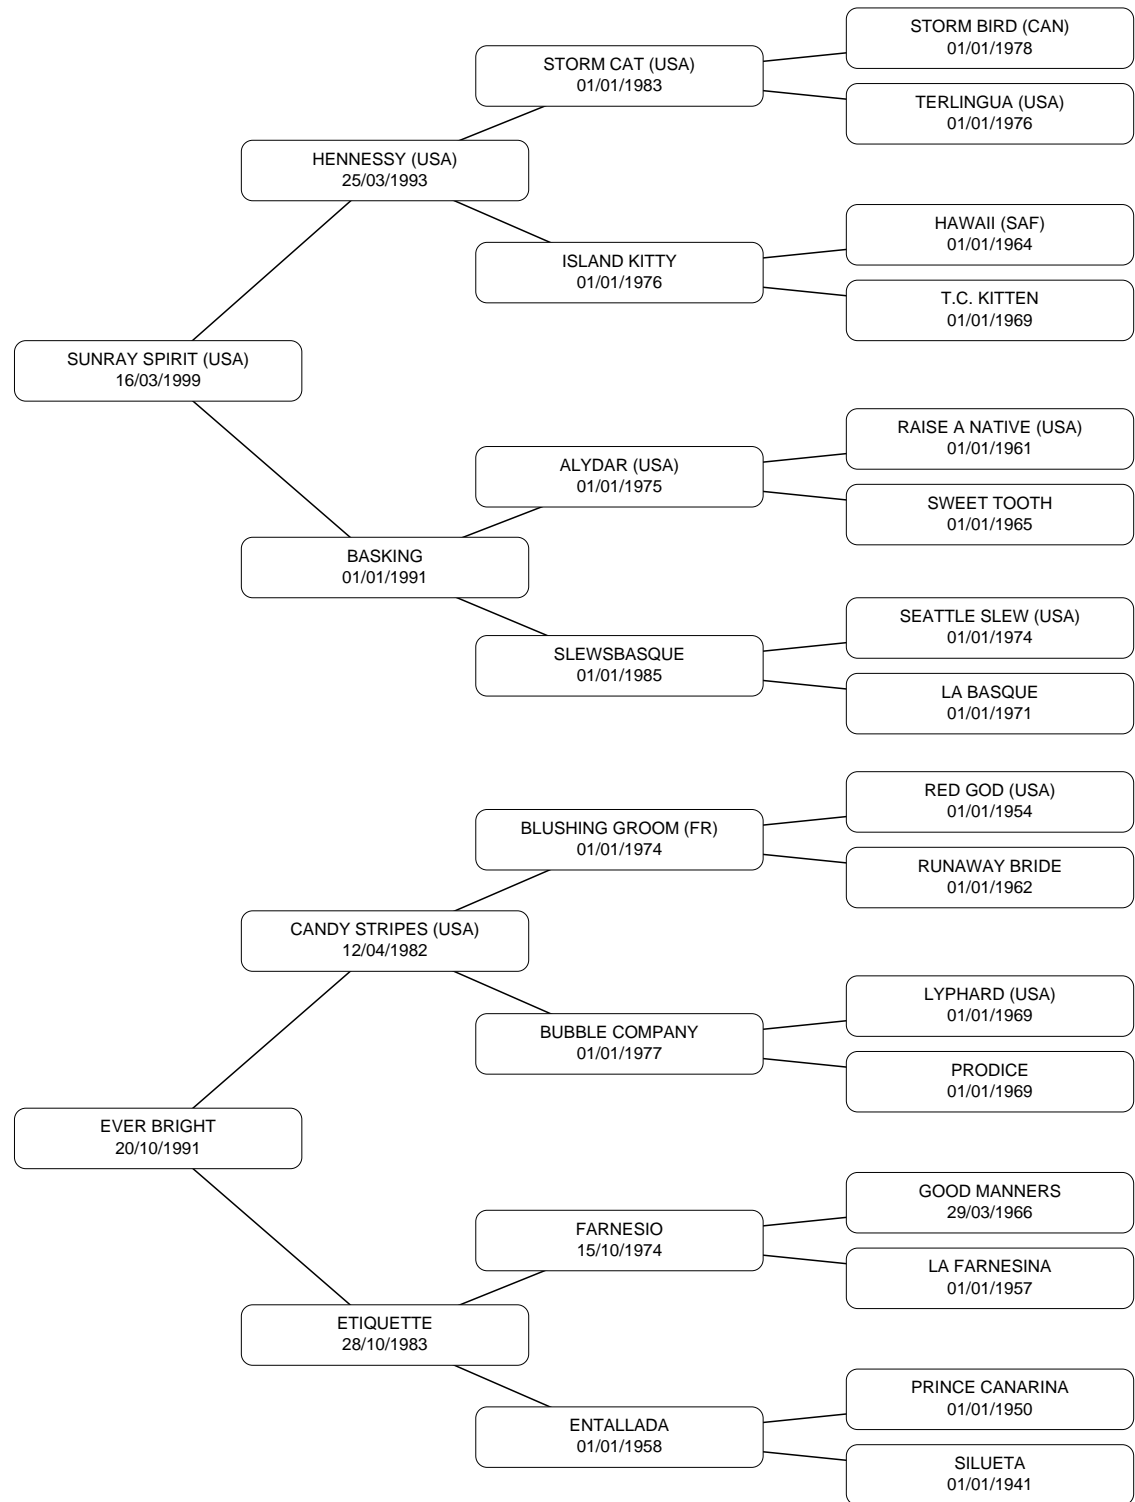 STORM BIRD (CAN)
01/01/1978
STORM CAT (USA)
01/01/1983
TERLINGUA (USA)
01/01/1976
HENNESSY (USA)
25/03/1993
HAWAII (SAF)
01/01/1964
ISLAND KITTY
01/01/1976
T.C. KITTEN
01/01/1969
SUNRAY SPIRIT (USA)
16/03/1999
RAISE A NATIVE (USA)
01/01/1961
ALYDAR (USA)
01/01/1975
SWEET TOOTH
01/01/1965
BASKING
01/01/1991
SEATTLE SLEW (USA)
01/01/1974
SLEWSBASQUE
01/01/1985
LA BASQUE
01/01/1971
RED GOD (USA)
01/01/1954
BLUSHING GROOM (FR)
01/01/1974
RUNAWAY BRIDE
01/01/1962
CANDY STRIPES (USA)
12/04/1982
LYPHARD (USA)
01/01/1969
BUBBLE COMPANY
01/01/1977
PRODICE
01/01/1969
EVER BRIGHT
20/10/1991
GOOD MANNERS
29/03/1966
FARNESIO
15/10/1974
LA FARNESINA
01/01/1957
ETIQUETTE
28/10/1983
PRINCE CANARINA
01/01/1950
ENTALLADA
01/01/1958
SILUETA
01/01/1941